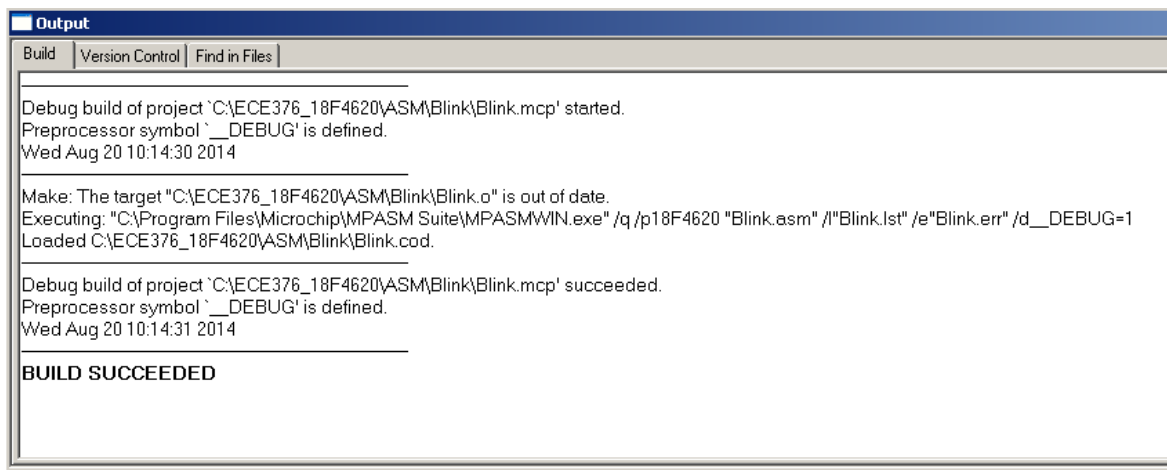 Output
Build Version Control Find in Files
Debug build of project `C:\ECE376_18F4620\ASM\Blink\Blink.mcp' started.
Preprocessor symbol `__DEBUG' is defined.
Wed Aug 20 10:14:30 2014
Make: The target "C:\ECE376_18F4620\ASM\Blink\Blink.o" is out of date.
Executing: "C:\Program Files\Microchip\MPASM Suite\MPASMWIN.exe" /q /p18F4620 "Blink.asm" /l"Blink.lst" /e"Blink.err" /d__DEBUG=1
Loaded C:\ECE376_18F4620\ASM\Blink\Blink.cod.
Debug build of project `C:\ECE376_18F4620\ASM\Blink\Blink.mcp' succeeded.
Preprocessor symbol `__DEBUG' is defined.
Wed Aug 20 10:14:31 2014
BUILD SUCCEEDED